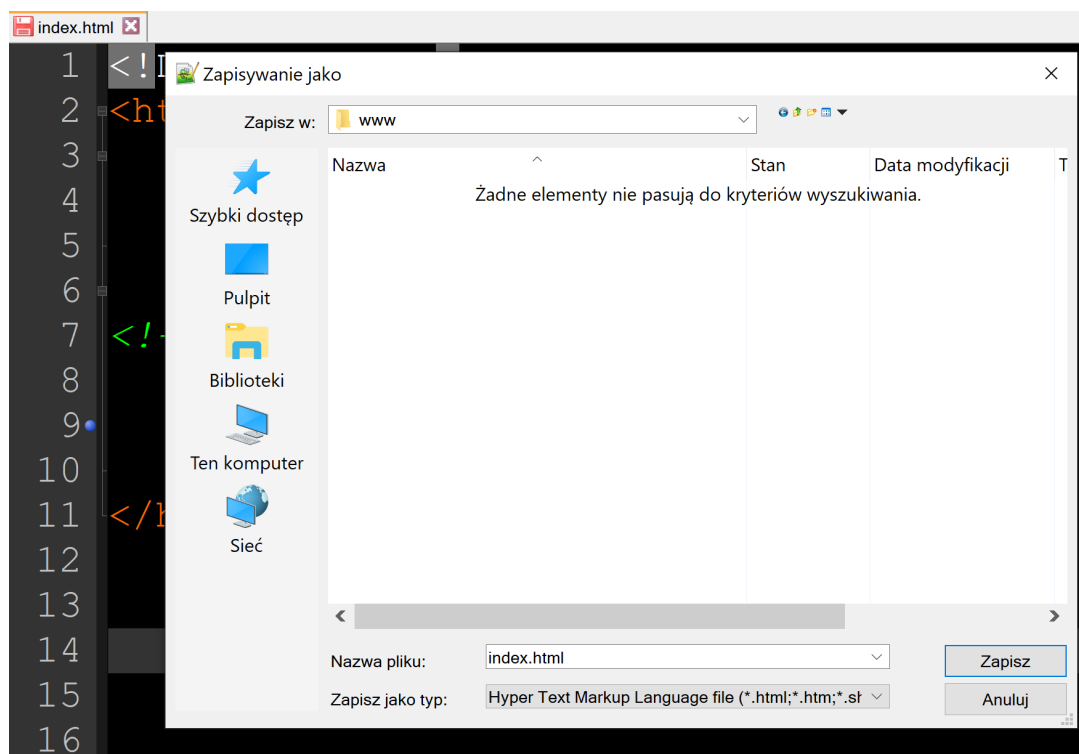 index.html
1 <!
2 <ht
3
4
5
6
7 <!-
8
9
10
11 </h
12
13
14
15
16
Zapisywanie jako
Zapisz w: www
Szybki dostęp
Pulpit
Biblioteki
Ten komputer
Sieć
Nazwa Stan Data modyfikacji T
Żadne elementy nie pasują do kryteriów wyszukiwania.
Nazwa pliku: index.html Zapisz
Zapisz jako typ: Hyper Text Markup Language file (*.html;*.htm;*.sh Anuluj